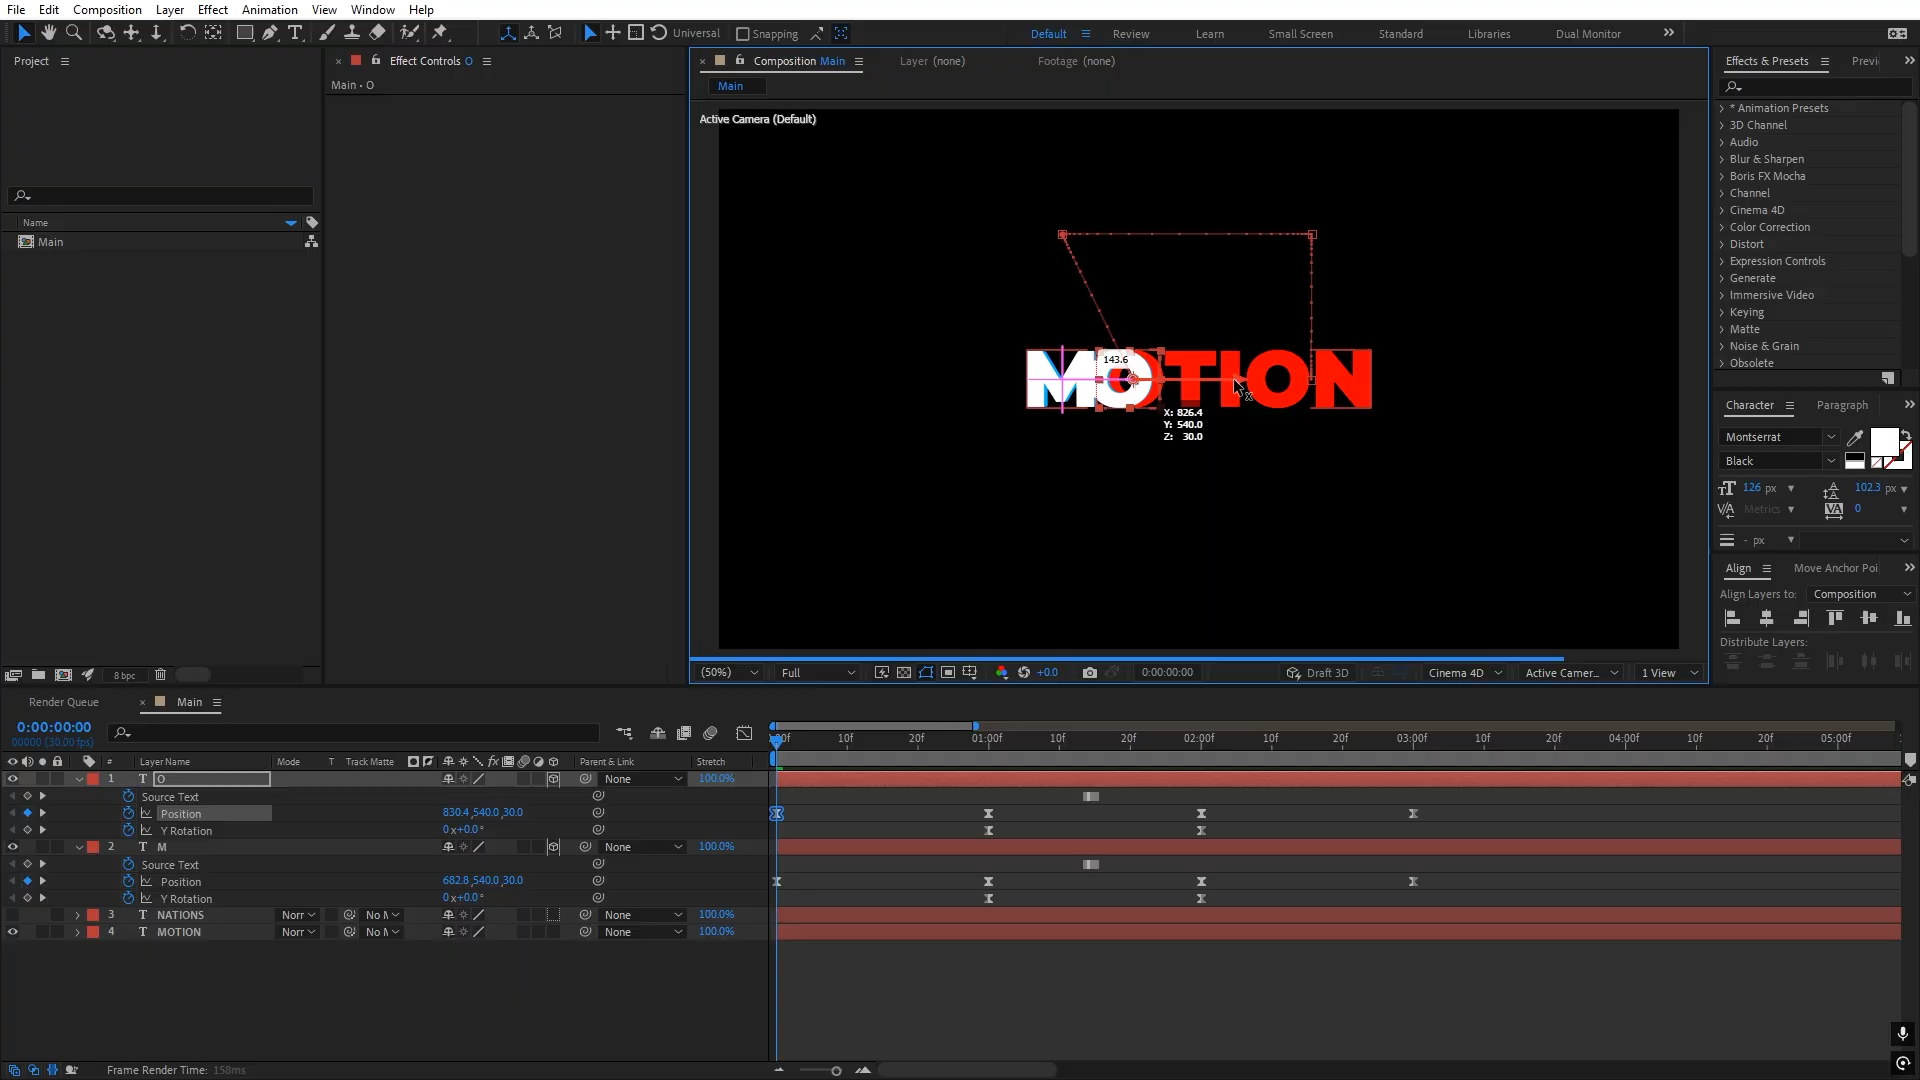 File Edit Composition Layer Effect Animation View Window Help
Universal Snapping Default Review Learn Small Screen Standard Libraries Dual Monitor
Project Effect Controls O Composition Main Layer (none) Footage (none) Effects & Presets Previ
Main • O
Main
Active Camera (Default)
* Animation Presets
3D Channel
Audio
Blur & Sharpen
Boris FX Mocha
Channel
Cinema 4D
Color Correction
Distort
Expression Controls
Generate
Immersive Video
Keying
Matte
Noise & Grain
Obsolete
Name
Main
MOTION
143.6
X: 826.4
Y: 540.0
Z: 30.0
Character Paragraph
Montserrat
Black
126 px 102.3 px
Metrics 0
- px
Align Move Anchor Poi
Align Layers to: Composition
Distribute Layers:
8 bpc
(50%) Full +0.0 0:00:00:00 Draft 3D Cinema 4D Active Camer... 1 View
Render Queue Main
0:00:00:00
00000 (30.00 fps)
10f 20f 01:00f 10f 20f 02:00f 10f 20f 03:00f 10f 20f 04:00f 10f 20f 05:00f
# Layer Name Mode T Track Matte fx Parent & Link Stretch
1 T O None 100.0%
Source Text
Position 830.4,540.0,30.0
Y Rotation 0x+0.0°
2 T M None 100.0%
Source Text
Position 682.8,540.0,30.0
Y Rotation 0x+0.0°
3 T NATIONS Norr No M None 100.0%
4 T MOTION Norr No M None 100.0%
Frame Render Time: 158ms